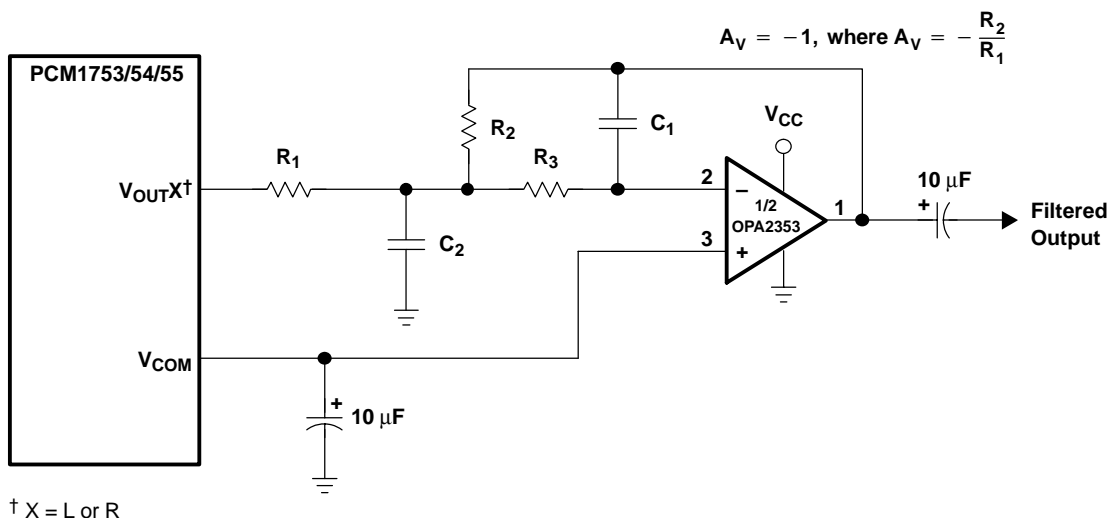 A_V = −1, where A_V = − R_2 / R_1
PCM1753/54/55
V_CC
R_2
C_1
R_1
R_3
V_OUTX†
2
−
1/2
OPA2353
1
10 μF
+
Filtered
Output
C_2
3
+
V_COM
+
10 μF
† X = L or R